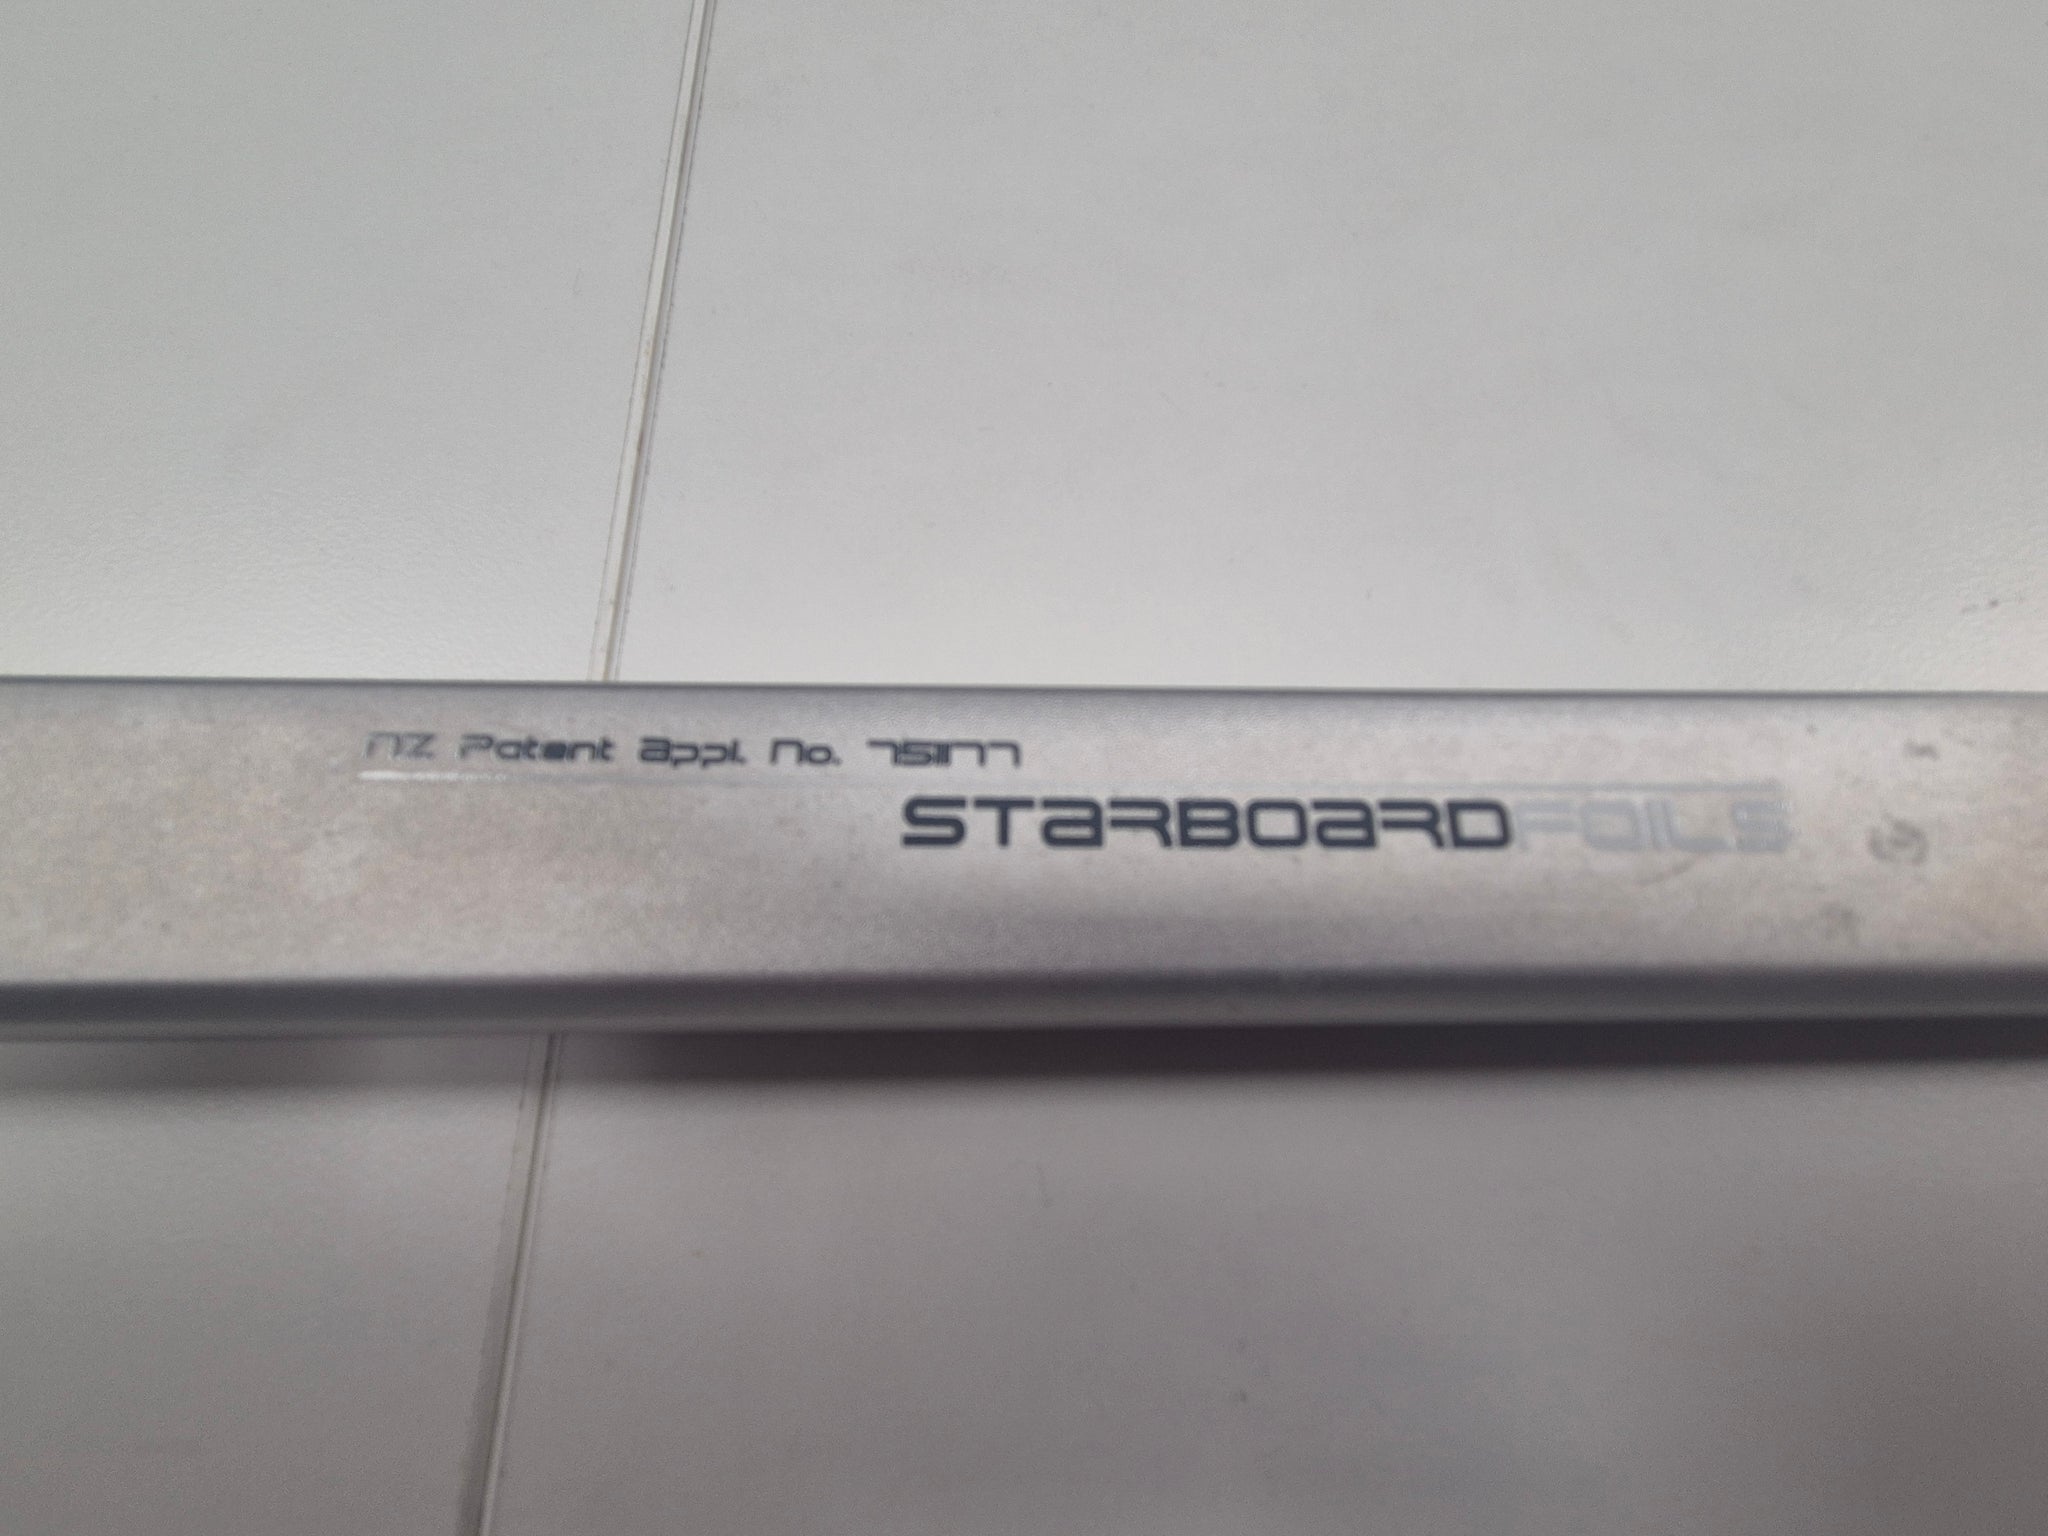 NZ Patent Appl. No. 751177
STARBOARDFOILS